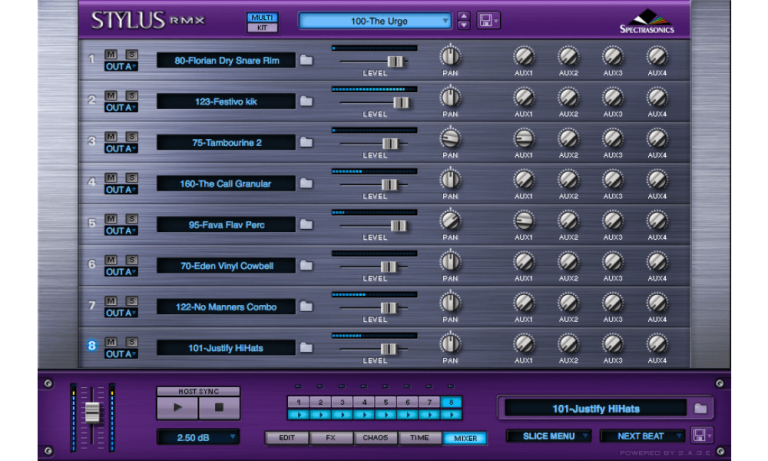 STYLUS RMX
MULTI
KIT
100-The Urge
SPECTRASONICS
1 M S OUT A 80-Florian Dry Snare Rim LEVEL PAN AUX1 AUX2 AUX3 AUX4
2 M S OUT A 123-Festivo kik LEVEL PAN AUX1 AUX2 AUX3 AUX4
3 M S OUT A 75-Tambourine 2 LEVEL PAN AUX1 AUX2 AUX3 AUX4
4 M S OUT A 160-The Call Granular LEVEL PAN AUX1 AUX2 AUX3 AUX4
5 M S OUT A 95-Fava Flav Perc LEVEL PAN AUX1 AUX2 AUX3 AUX4
6 M S OUT A 70-Eden Vinyl Cowbell LEVEL PAN AUX1 AUX2 AUX3 AUX4
7 M S OUT A 122-No Manners Combo LEVEL PAN AUX1 AUX2 AUX3 AUX4
8 M S OUT A 101-Justify HiHats LEVEL PAN AUX1 AUX2 AUX3 AUX4
HOST SYNC
1 2 3 4 5 6 7 8
101-Justify HiHats
2.50 dB
EDIT FX CHAOS TIME MIXER
SLICE MENU NEXT BEAT
POWERED BY S.A.G.E.